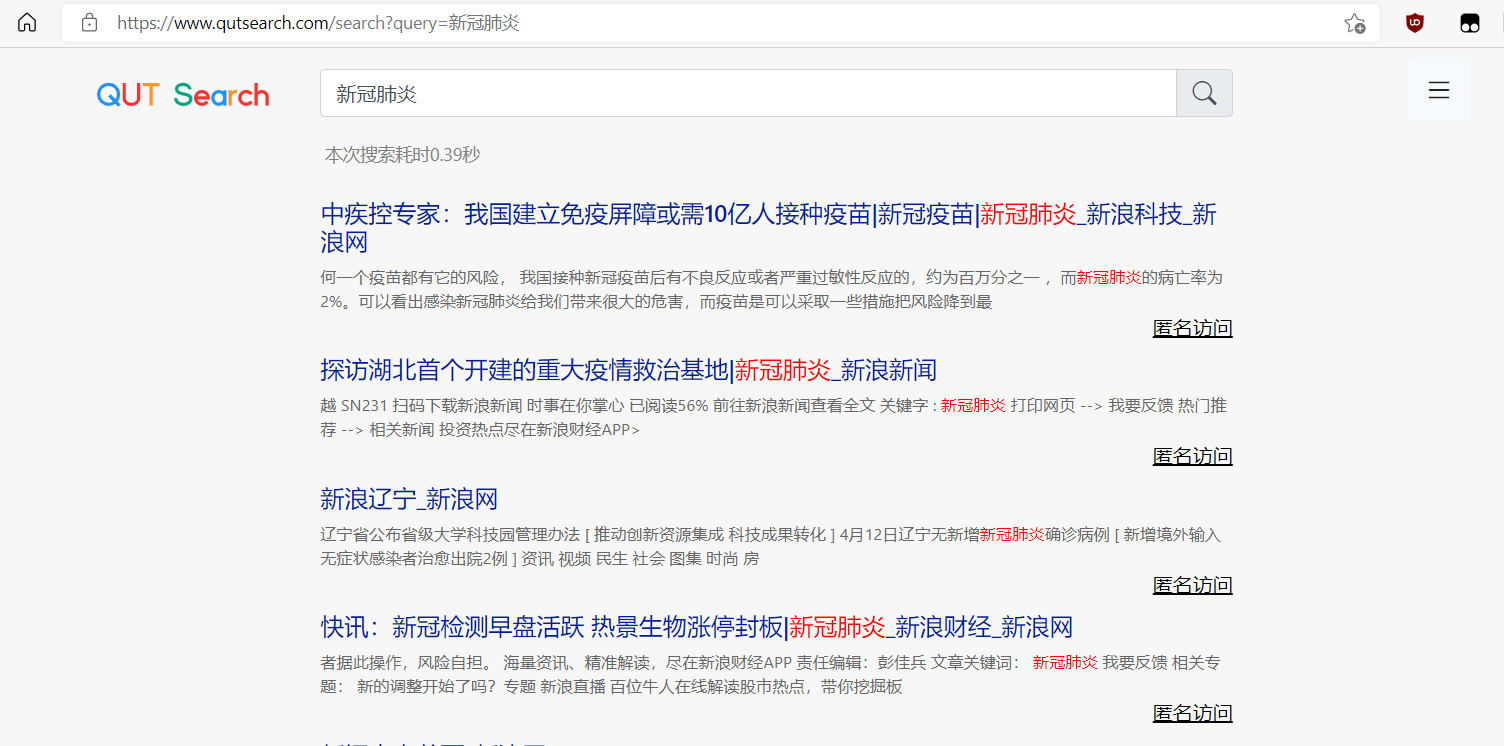 https://www.qutsearch.com/search?query=新冠肺炎
QUT Search
新冠肺炎
本次搜索耗时0.39秒
中疾控专家：我国建立免疫屏障或需10亿人接种疫苗|新冠疫苗|新冠肺炎_新浪科技_新
浪网
何一个疫苗都有它的风险， 我国接种新冠疫苗后有不良反应或者严重过敏性反应的，约为百万分之一 ，而新冠肺炎的病亡率为
2%。可以看出感染新冠肺炎给我们带来很大的危害，而疫苗是可以采取一些措施把风险降到最
匿名访问
探访湖北首个开建的重大疫情救治基地|新冠肺炎_新浪新闻
越 SN231 扫码下载新浪新闻 时事在你掌心 已阅读56% 前往新浪新闻查看全文 关键字 : 新冠肺炎 打印网页 --> 我要反馈 热门推
荐 --> 相关新闻 投资热点尽在新浪财经APP>
匿名访问
新浪辽宁_新浪网
辽宁省公布省级大学科技园管理办法 [ 推动创新资源集成 科技成果转化 ] 4月12日辽宁无新增新冠肺炎确诊病例 [ 新增境外输入
无症状感染者治愈出院2例 ] 资讯 视频 民生 社会 图集 时尚 房
匿名访问
快讯：新冠检测早盘活跃 热景生物涨停封板|新冠肺炎_新浪财经_新浪网
者据此操作，风险自担。 海量资讯、精准解读，尽在新浪财经APP 责任编辑：彭佳兵 文章关键词： 新冠肺炎 我要反馈 相关专
题： 新的调整开始了吗？专题 新浪直播 百位牛人在线解读股市热点，带你挖掘板
匿名访问